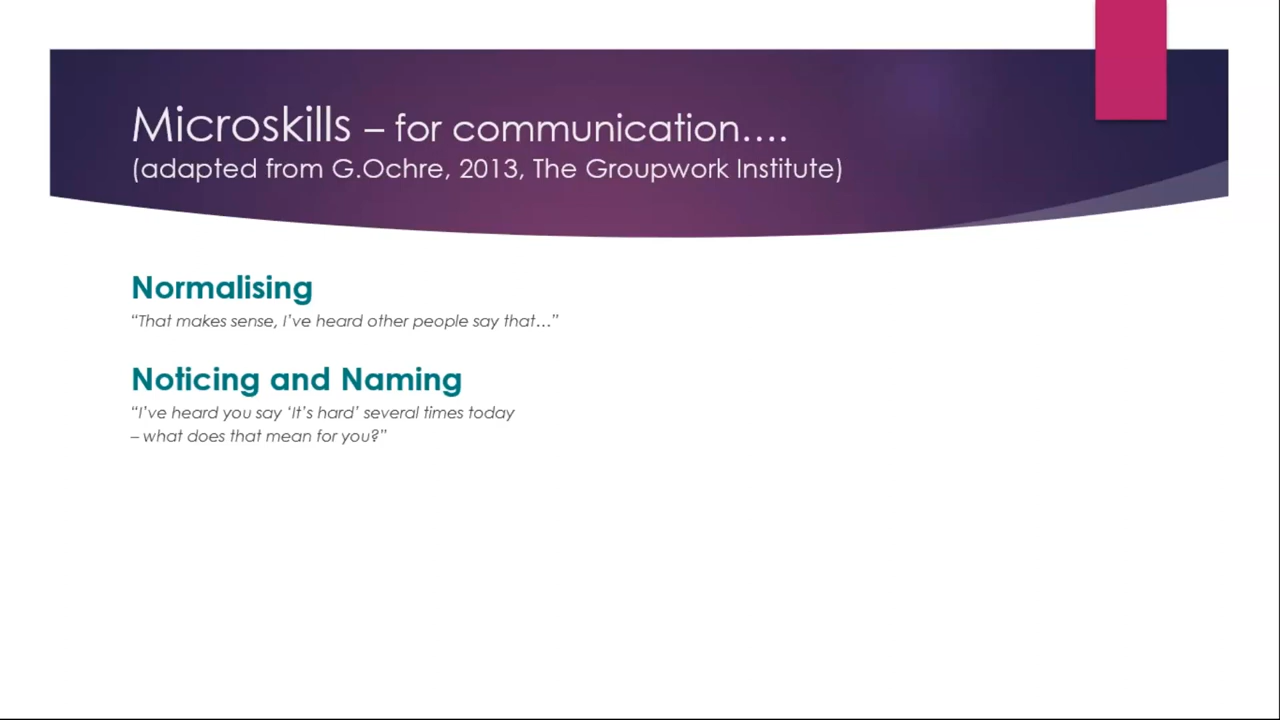 Microskills – for communication….
(adapted from G.Ochre, 2013, The Groupwork Institute)
Normalising
“That makes sense, I’ve heard other people say that…”
Noticing and Naming
“I’ve heard you say ‘It’s hard’ several times today
– what does that mean for you?”